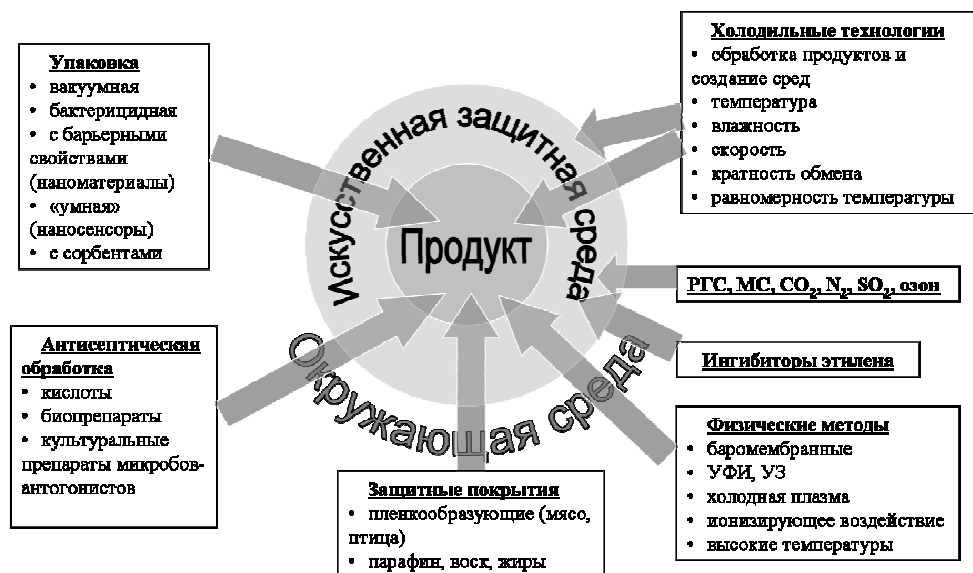 Упаковка
• вакуумная
• бактерицидная
• с барьерными
свойствами
(наноматериалы)
• «умная»
(наносенсоры)
• с сорбентами
Холодильные технологии
• обработка продуктов и
создание сред
• температура
• влажность
• скорость
• кратность обмена
• равномерность температуры
Искусственная защитная среда
Продукт
Окружающая среда
РГС, МС, CO₂, N₂, SO₂, озон
Ингибиторы этилена
Антисептическая
обработка
• кислоты
• биопрепараты
• культуральные
препараты микробов-
антогонистов
Защитные покрытия
• пленкообразующие (мясо,
птица)
• парафин, воск, жиры
Физические методы
• баромембранные
• УФИ, УЗ
• холодная плазма
• ионизирующее воздействие
• высокие температуры